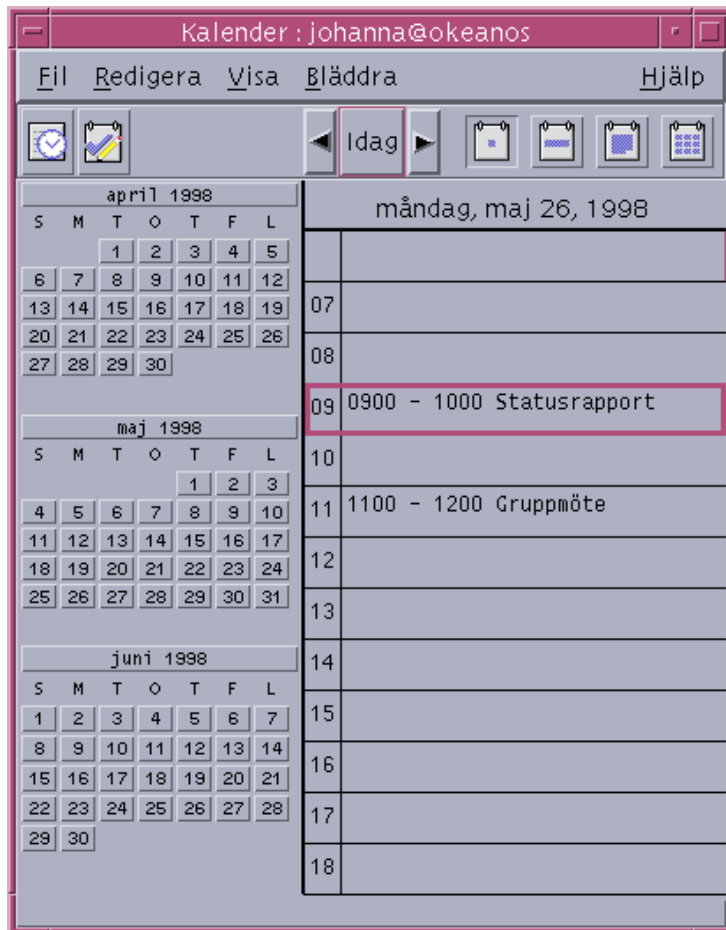 Kalender : johanna@okeanos
Fil Redigera Visa Bläddra Hjälp
Idag
april 1998
S M T O T F L
1 2 3 4 5
6 7 8 9 10 11 12
13 14 15 16 17 18 19
20 21 22 23 24 25 26
27 28 29 30
maj 1998
S M T O T F L
1 2 3
4 5 6 7 8 9 10
11 12 13 14 15 16 17
18 19 20 21 22 23 24
25 26 27 28 29 30 31
juni 1998
S M T O T F L
1 2 3 4 5 6 7
8 9 10 11 12 13 14
15 16 17 18 19 20 21
22 23 24 25 26 27 28
29 30
måndag, maj 26, 1998
07
08
09 0900 - 1000 Statusrapport
10
11 1100 - 1200 Gruppmöte
12
13
14
15
16
17
18